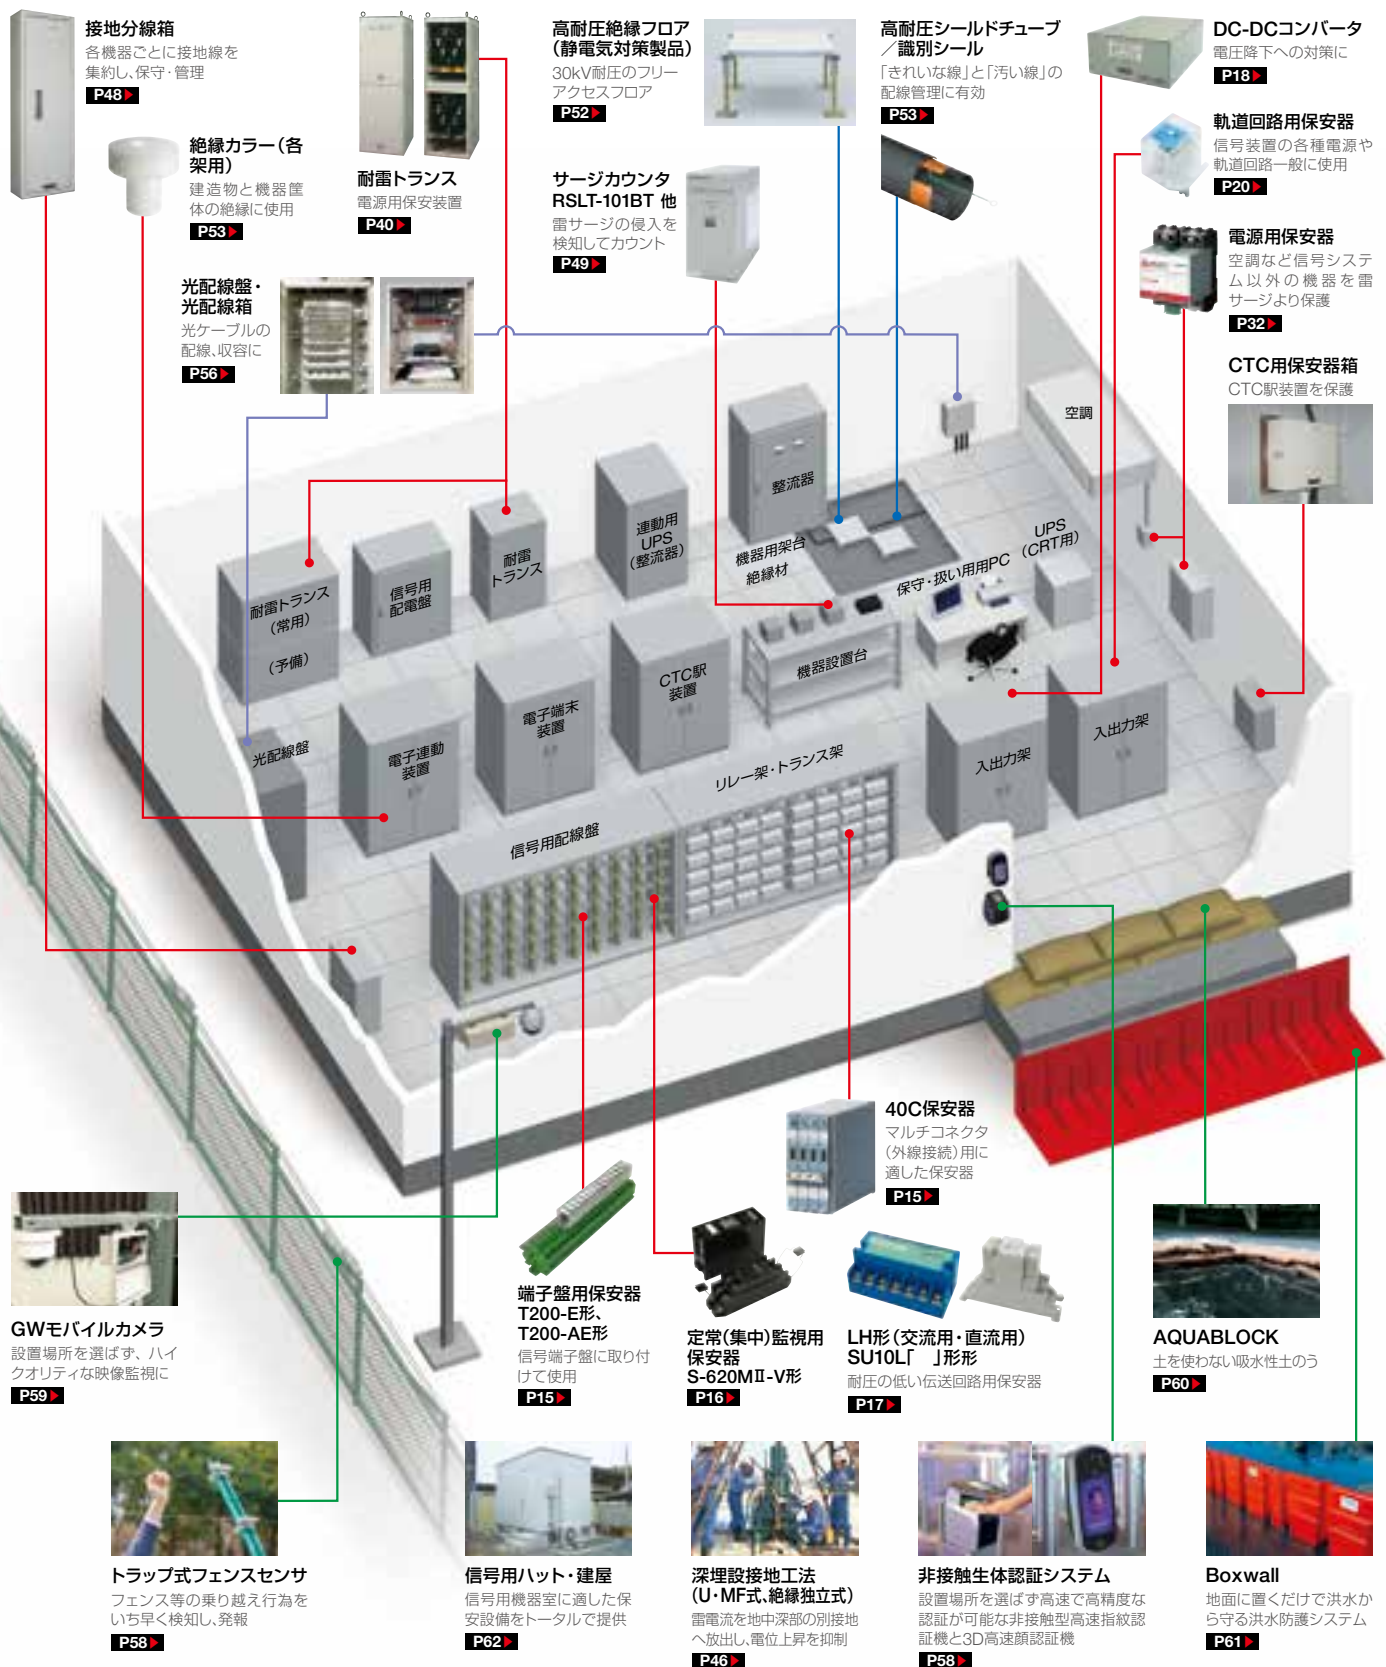 接地分線箱
各機器ごとに接地線を
集約し、保守・管理
P48
絶縁カラー（各
架用）
建造物と機器筐
体の絶縁に使用
P53
耐雷トランス
電源用保安装置
P40
高耐圧絶縁フロア
（静電気対策製品）
30kV耐圧のフリー
アクセスフロア
P52
サージカウンタ
RSLT-101BT 他
雷サージの侵入を
検知してカウント
P49
高耐圧シールドチューブ
／識別シール
「きれいな線」と「汚い線」の
配線管理に有効
P53
DC-DCコンバータ
電圧降下への対策に
P18
軌道回路用保安器
信号装置の各種電源や
軌道回路一般に使用
P20
電源用保安器
空調など信号システ
ム以外の機器を雷
サージより保護
P32
CTC用保安器箱
CTC駅装置を保護
光配線盤・
光配線箱
光ケーブルの
配線、収容に
P56
空調
整流器
連動用
UPS
（整流器）
耐雷
トランス
信号用
配電盤
耐雷トランス
（常用）
（予備）
機器用架台
絶縁材
UPS
（CRT用）
保守・扱い用用PC
機器設置台
CTC駅
装置
電子端末
装置
電子連動
装置
光配線盤
リレー架・トランス架
入出力架
入出力架
信号用配線盤
40C保安器
マルチコネクタ
（外線接続）用に
適した保安器
P15
端子盤用保安器
T200-E形、
T200-AE形
信号端子盤に取り付
けて使用
P15
定常（集中）監視用
保安器
S-620MⅡ-V形
P16
LH形（交流用・直流用）
SU10L「　」形形
耐圧の低い伝送回路用保安器
P17
AQUABLOCK
土を使わない吸水性土のう
P60
GWモバイルカメラ
設置場所を選ばず、ハイ
クオリティな映像監視に
P59
トラップ式フェンスセンサ
フェンス等の乗り越え行為を
いち早く検知し、発報
P58
信号用ハット・建屋
信号用機器室に適した保
安設備をトータルで提供
P62
深埋設接地工法
（U・MF式、絶縁独立式）
雷電流を地中深部の別接地
へ放出し、電位上昇を抑制
P46
非接触生体認証システム
設置場所を選ばず高速で高精度な
認証が可能な非接触型高速指紋認
証機と3D高速顔認証機
P58
Boxwall
地面に置くだけで洪水か
ら守る洪水防護システム
P61